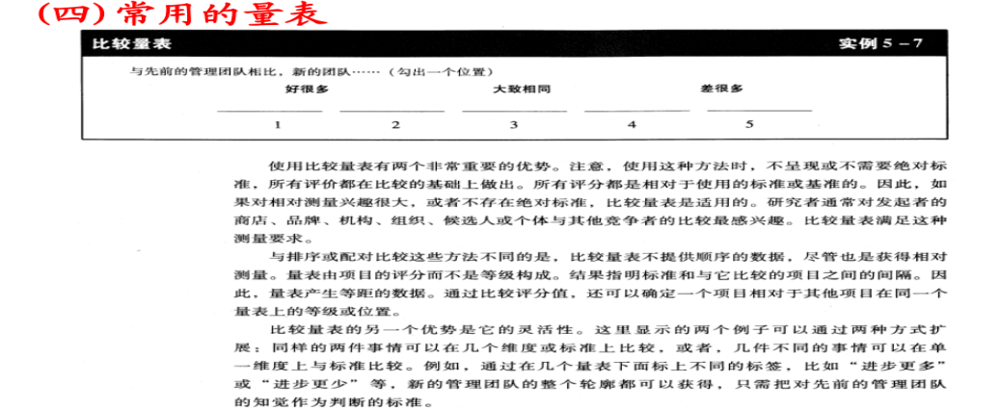 (四)常用的量表
比较量表 实例 5－7
与先前的管理团队相比，新的团队……（勾出一个位置）
好很多 大致相同 差很多
1 2 3 4 5
使用比较量表有两个非常重要的优势。注意，使用这种方法时，不呈现或不需要绝对标
准，所有评价都在比较的基础上做出。所有评分都是相对于使用的标准或基准的。因此，如
果对相对测量兴趣很大，或者不存在绝对标准，比较量表是适用的。研究者通常对发起者的
商店、品牌、机构、组织、候选人或个体与其他竞争者的比较最感兴趣。比较量表满足这种
测量要求。
与排序或配对比较这些方法不同的是，比较量表不提供顺序的数据，尽管也是获得相对
测量。量表由项目的评分而不是等级构成。结果指明标准和与它比较的项目之间的间隔。因
此，量表产生等距的数据。通过比较评分值，还可以确定一个项目相对于其他项目在同一个
量表上的等级或位置。
比较量表的另一个优势是它的灵活性。这里显示的两个例子可以通过两种方式扩
展：同样的两件事情可以在几个维度或标准上比较，或者，几件不同的事情可以在单
一维度上与标准比较。例如，通过在几个量表下面标上不同的标签，比如“进步更多”
或“进步更少”等，新的管理团队的整个轮廓都可以获得，只需把对先前的管理团队
的知觉作为判断的标准。